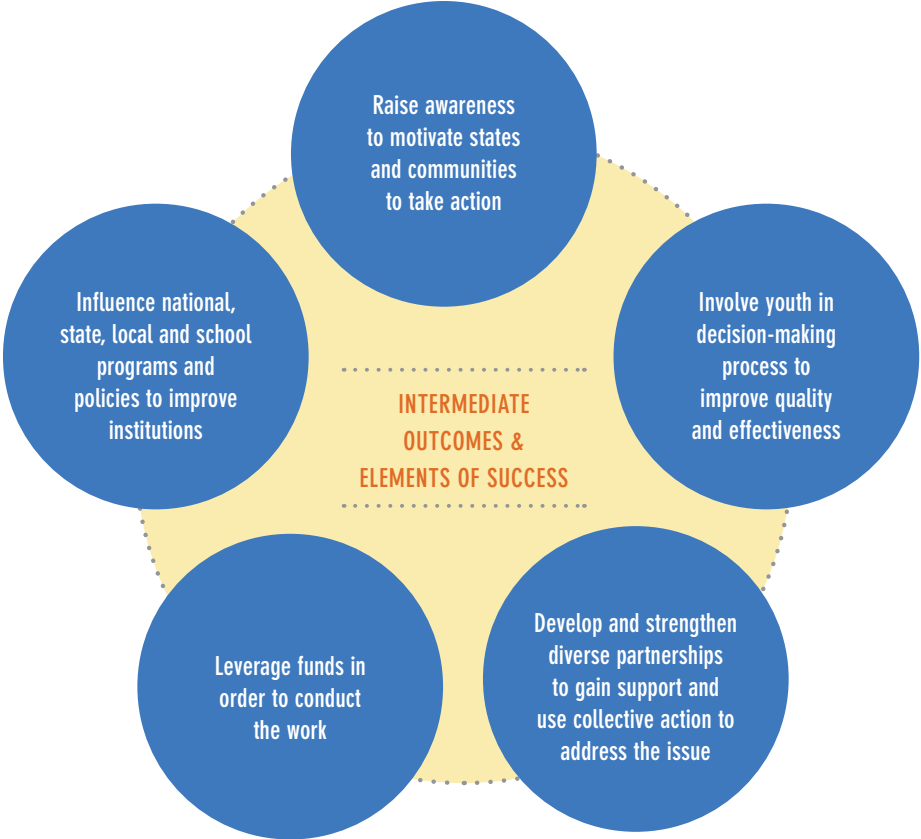 Raise awareness
to motivate states
and communities
to take action
Influence national,
state, local and school
programs and
policies to improve
institutions
Involve youth in
decision-making
process to
improve quality
and effectiveness
INTERMEDIATE
OUTCOMES &
ELEMENTS OF SUCCESS
Leverage funds in
order to conduct
the work
Develop and strengthen
diverse partnerships
to gain support and
use collective action to
address the issue